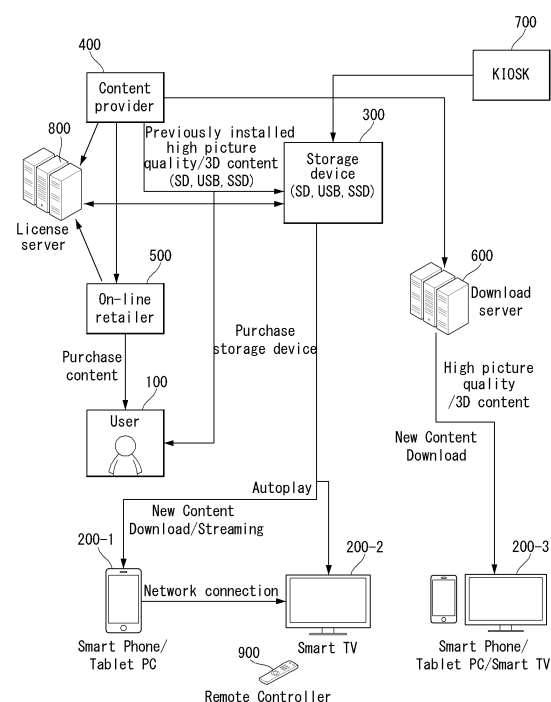 700
KIOSK
400
Content
provider
300
Storage
device
(SD, USB, SSD)
Previously installed
high picture
quality/3D content
(SD, USB, SSD)
800
License
server
500
On-line
retailer
600
Download
server
Purchase
storage device
Purchase
content
High picture
quality
/3D content
100
User
New Content
Download
Autoplay
New Content
Download/Streaming
200-1
200-2
200-3
Network connection
Smart Phone/
Tablet PC
Smart TV
Smart Phone/
Tablet PC/Smart TV
900
Remote Controller